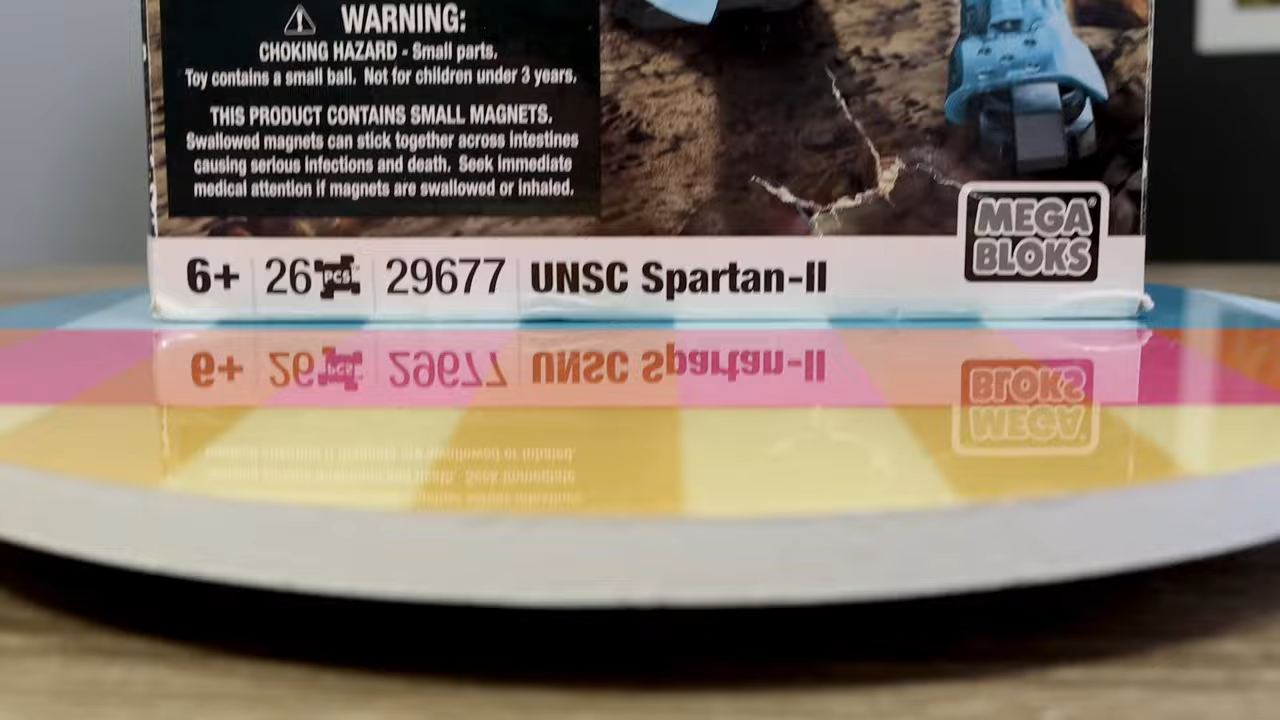 WARNING:
CHOKING HAZARD - Small parts.
Toy contains a small ball. Not for children under 3 years.
THIS PRODUCT CONTAINS SMALL MAGNETS.
Swallowed magnets can stick together across intestines
causing serious infections and death. Seek immediate
medical attention if magnets are swallowed or inhaled.
6+ 26 PCS 29677 UNSC Spartan-II
MEGA
BLOKS